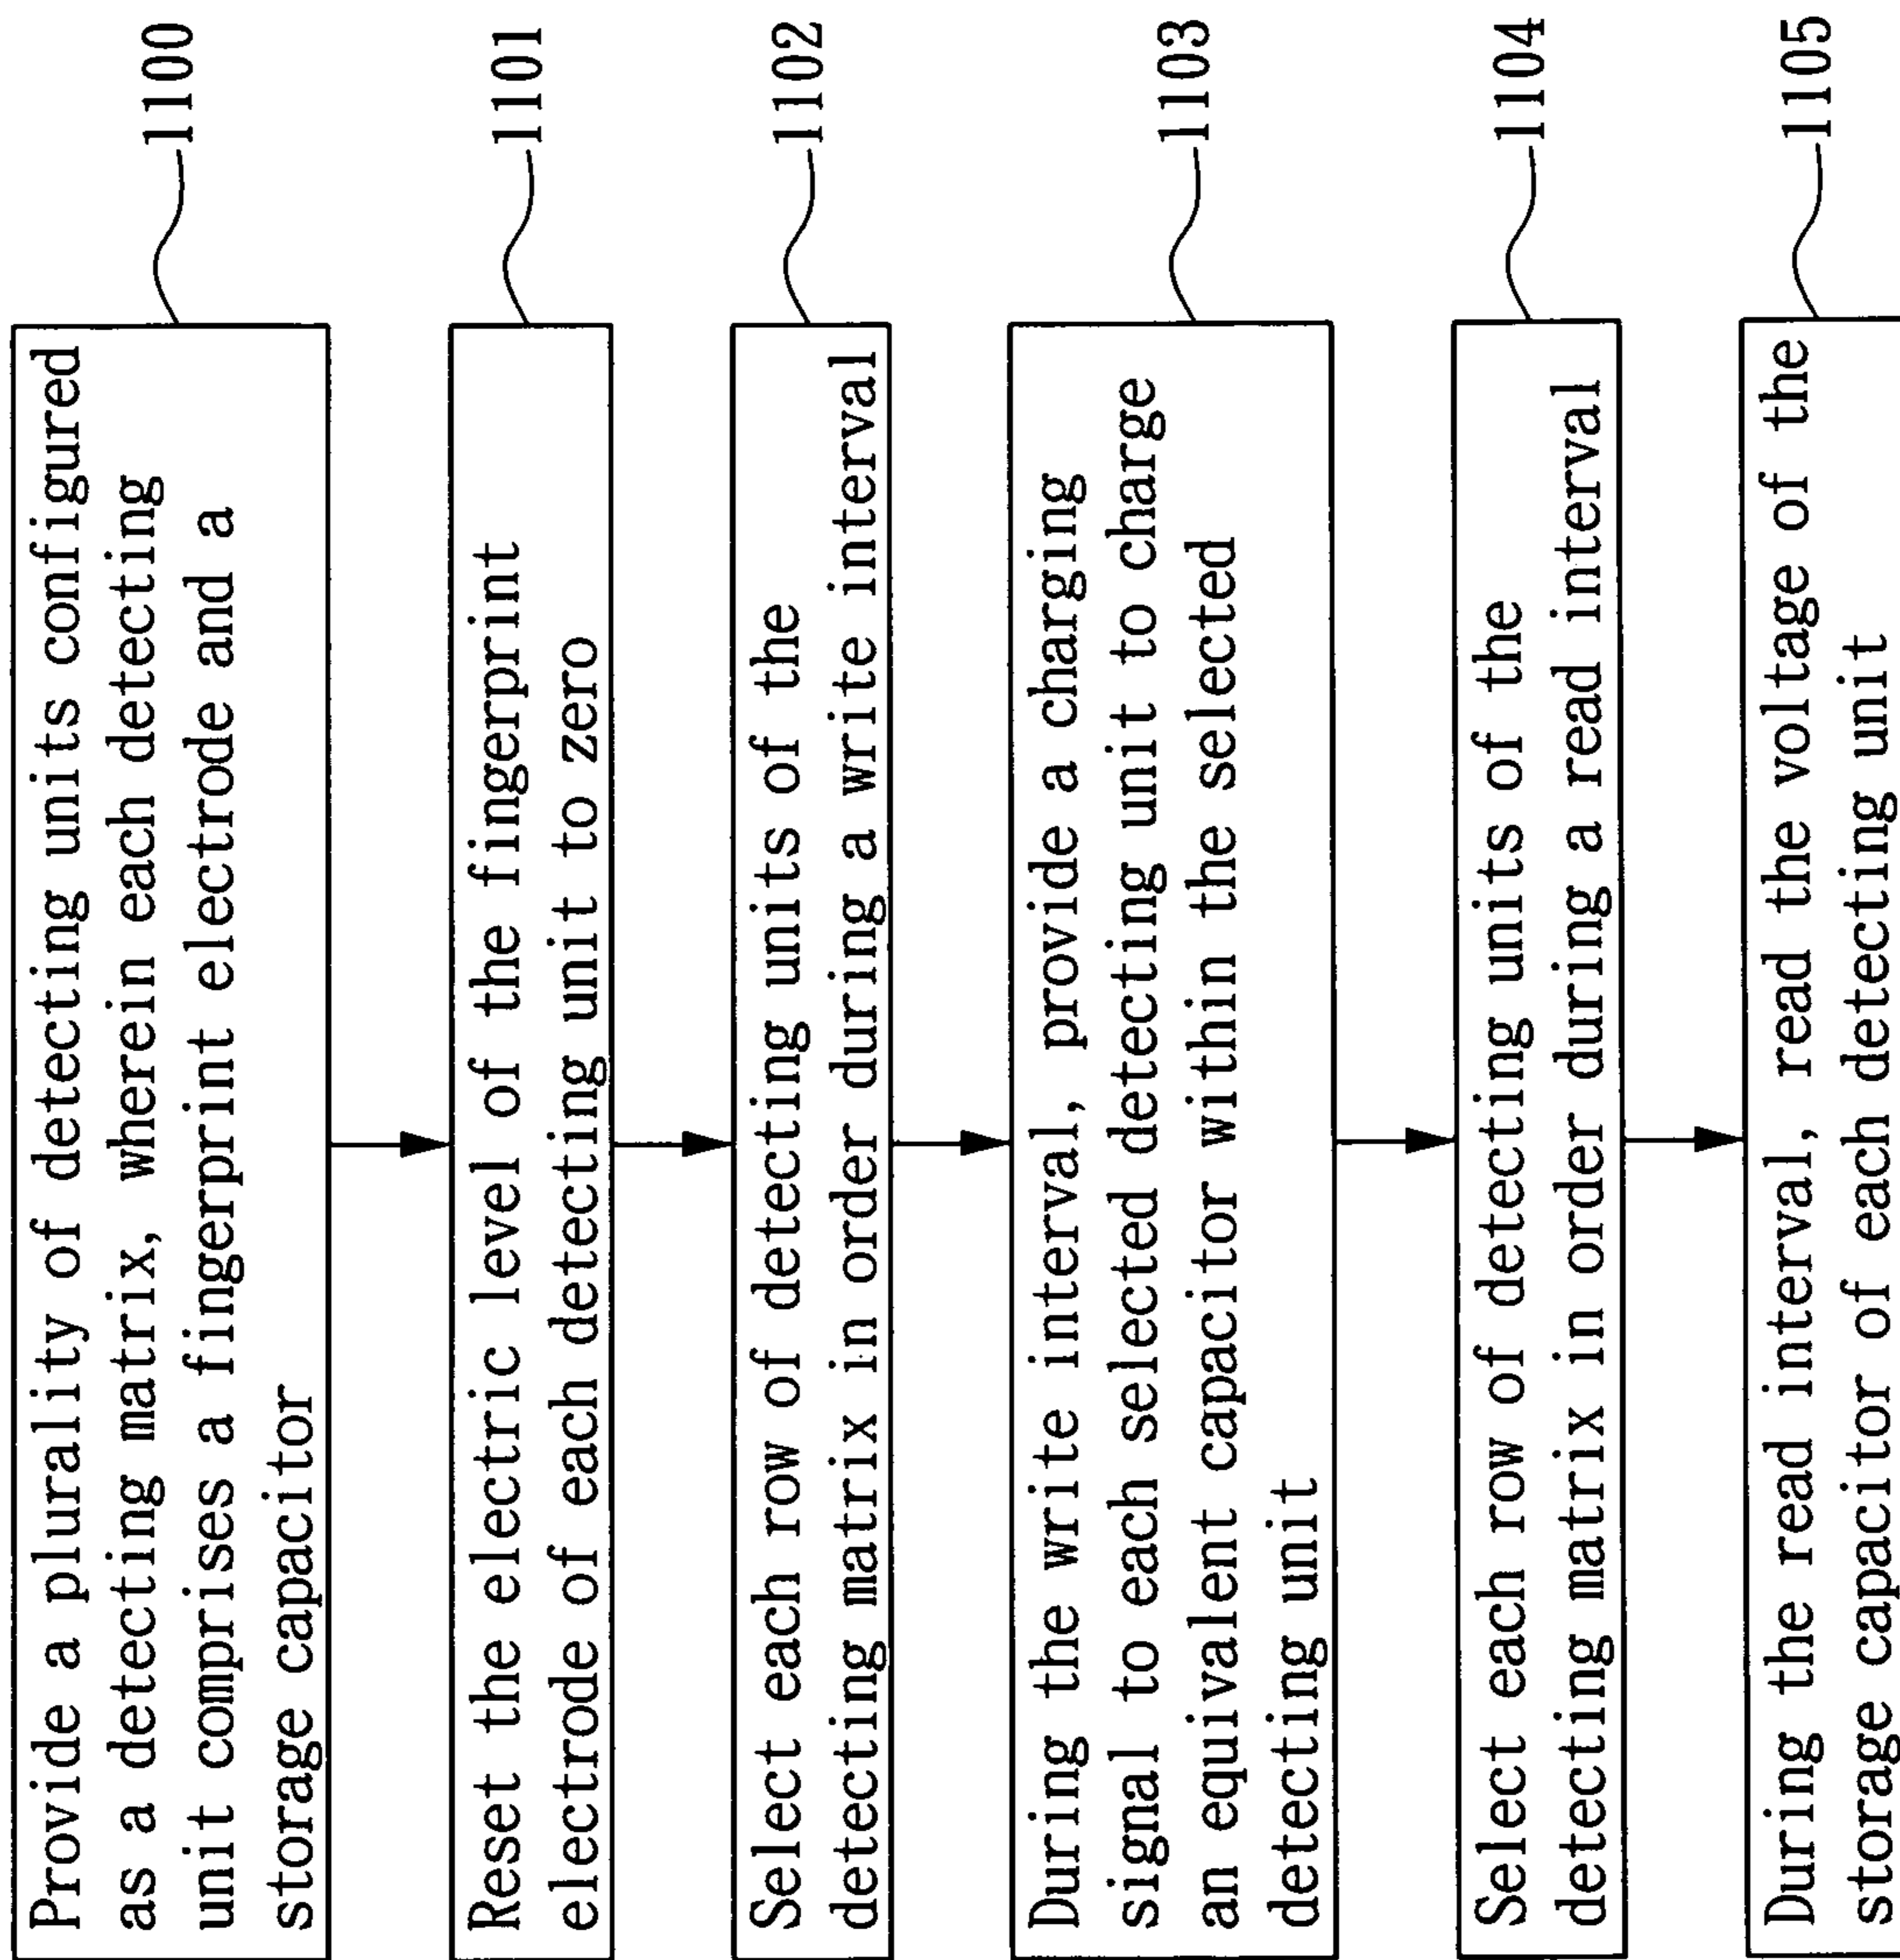 Provide a plurality of detecting units configured
as a detecting matrix, wherein each detecting
unit comprises a fingerprint electrode and a
storage capacitor
1100
Reset the electric level of the fingerprint
electrode of each detecting unit to zero
1101
Select each row of detecting units of the
detecting matrix in order during a write interval
1102
During the write interval, provide a charging
signal to each selected detecting unit to charge
an equivalent capacitor within the selected
detecting unit
1103
Select each row of detecting units of the
detecting matrix in order during a read interval
1104
During the read interval, read the voltage of the
storage capacitor of each detecting unit
1105